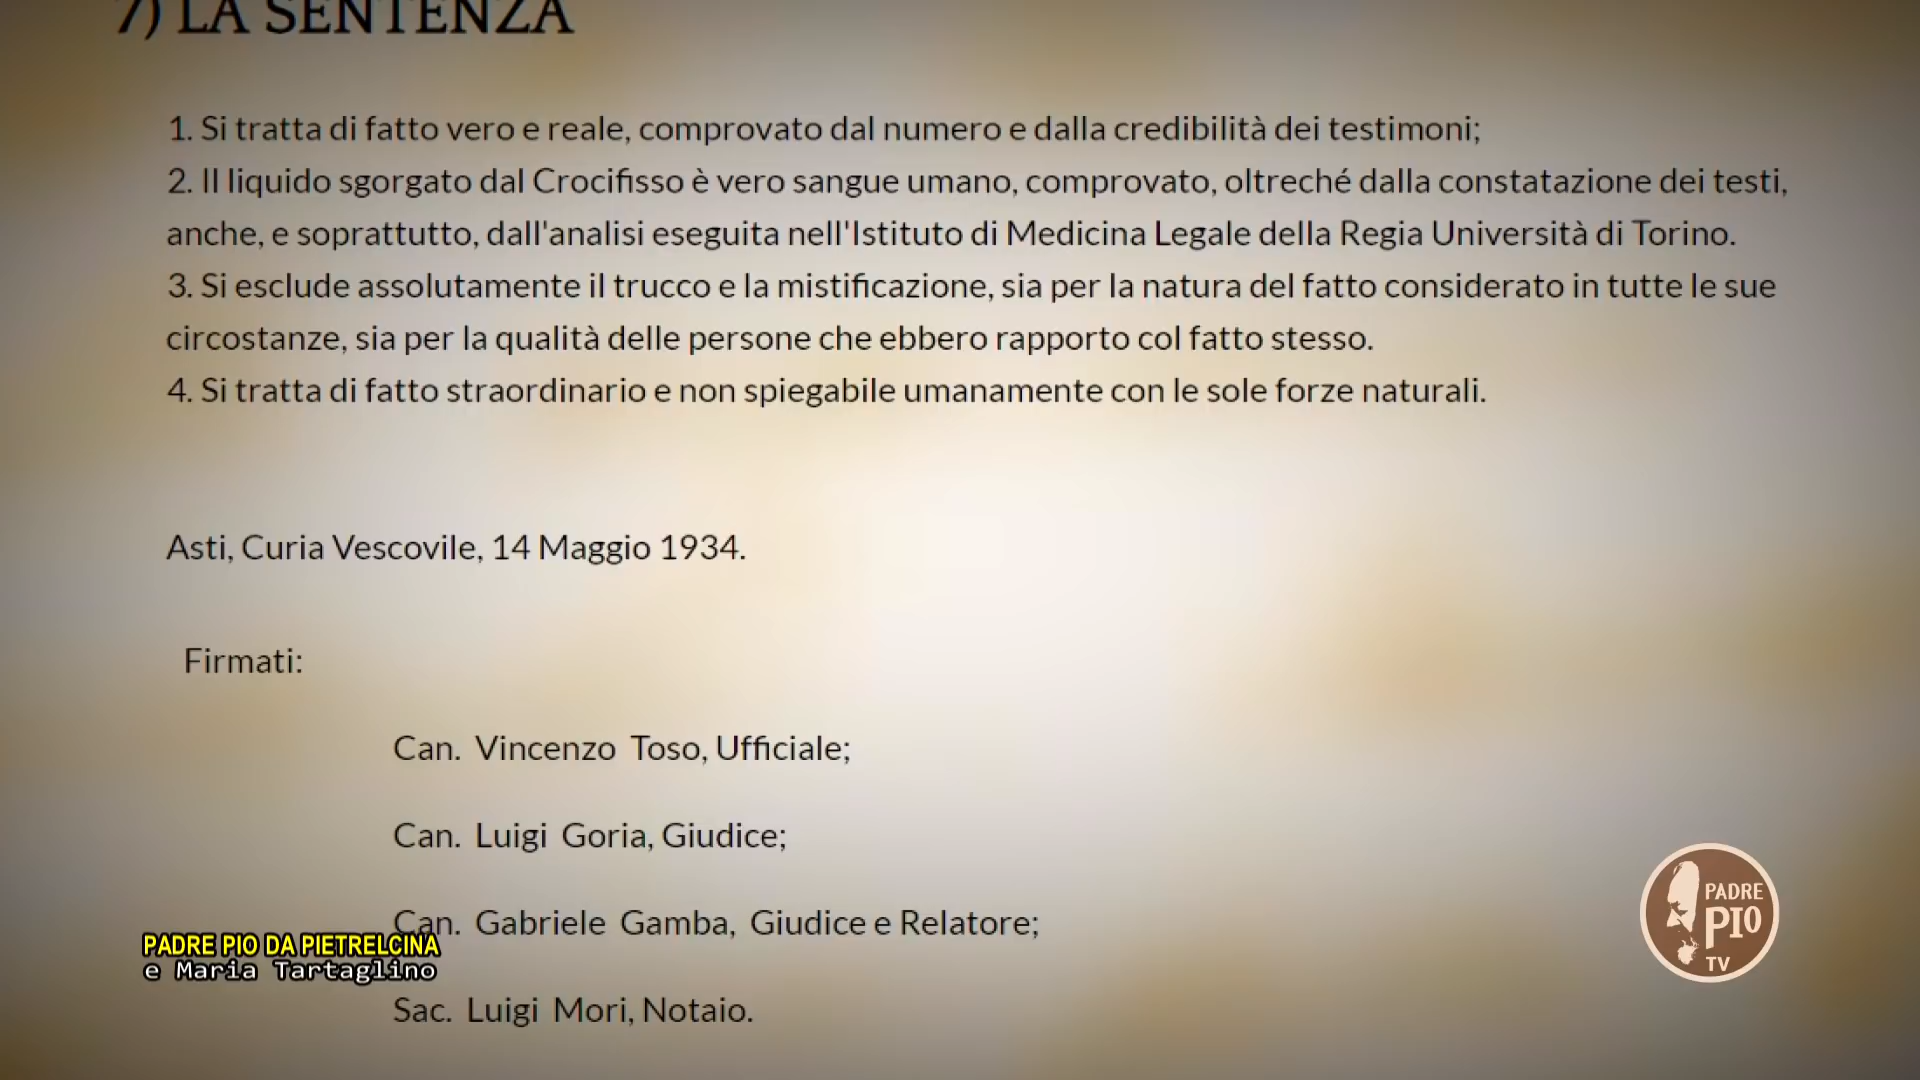 7) LA SENTENZA
1. Si tratta di fatto vero e reale, comprovato dal numero e dalla credibilità dei testimoni;
2. Il liquido sgorgato dal Crocifisso è vero sangue umano, comprovato, oltreché dalla constatazione dei testi,
anche, e soprattutto, dall'analisi eseguita nell'Istituto di Medicina Legale della Regia Università di Torino.
3. Si esclude assolutamente il trucco e la mistificazione, sia per la natura del fatto considerato in tutte le sue
circostanze, sia per la qualità delle persone che ebbero rapporto col fatto stesso.
4. Si tratta di fatto straordinario e non spiegabile umanamente con le sole forze naturali.
Asti, Curia Vescovile, 14 Maggio 1934.
Firmati:
Can. Vincenzo Toso, Ufficiale;
Can. Luigi Goria, Giudice;
Can. Gabriele Gamba, Giudice e Relatore;
Sac. Luigi Mori, Notaio.
PADRE PIO DA PIETRELCINA
e Maria Tartaglino
PADRE
PIO
TV